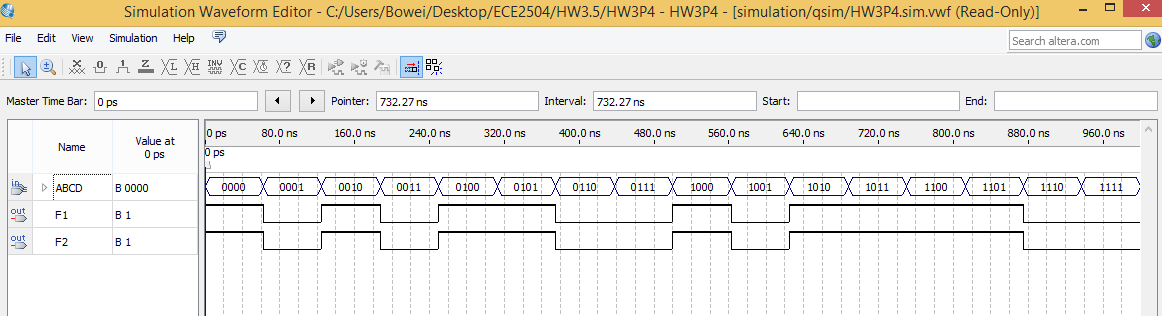 Simulation Waveform Editor - C:/Users/Bowei/Desktop/ECE2504/HW3.5/HW3P4 - HW3P4 - [simulation/qsim/HW3P4.sim.vwf (Read-Only)]
File Edit View Simulation Help Search altera.com
Master Time Bar: 0 ps Pointer: 732.27 ns Interval: 732.27 ns Start: End:
Name Value at 0 ps 0 ps 80.0 ns 160.0 ns 240.0 ns 320.0 ns 400.0 ns 480.0 ns 560.0 ns 640.0 ns 720.0 ns 800.0 ns 880.0 ns 960.0 ns
0 ps
in ABCD B 0000 0000 0001 0010 0011 0100 0101 0110 0111 1000 1001 1010 1011 1100 1101 1110 1111
out F1 B 1
out F2 B 1